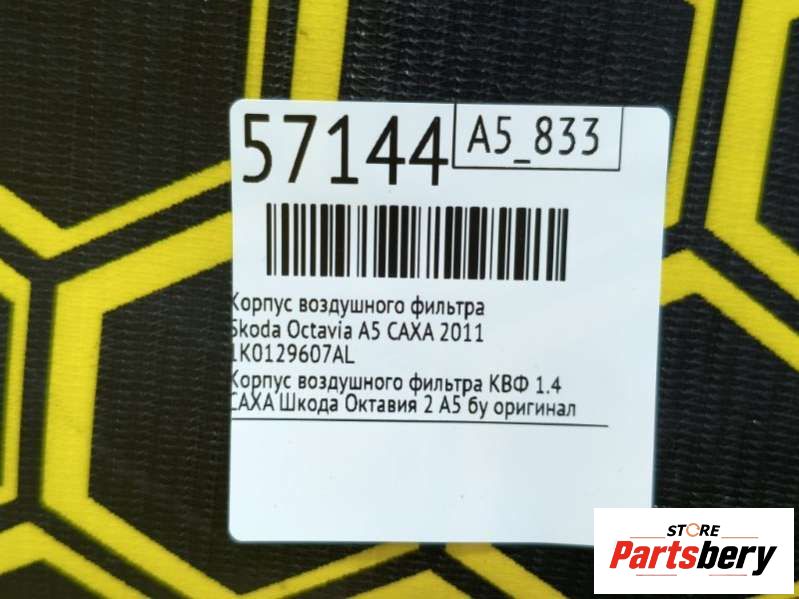 57144
A5_833
Корпус воздушного фильтра
Skoda Octavia A5 CAXA 2011
1K0129607AL
Корпус воздушного фильтра КВФ 1.4
CAXA Шкода Октавия 2 А5 бу оригинал
STORE
Partsbery